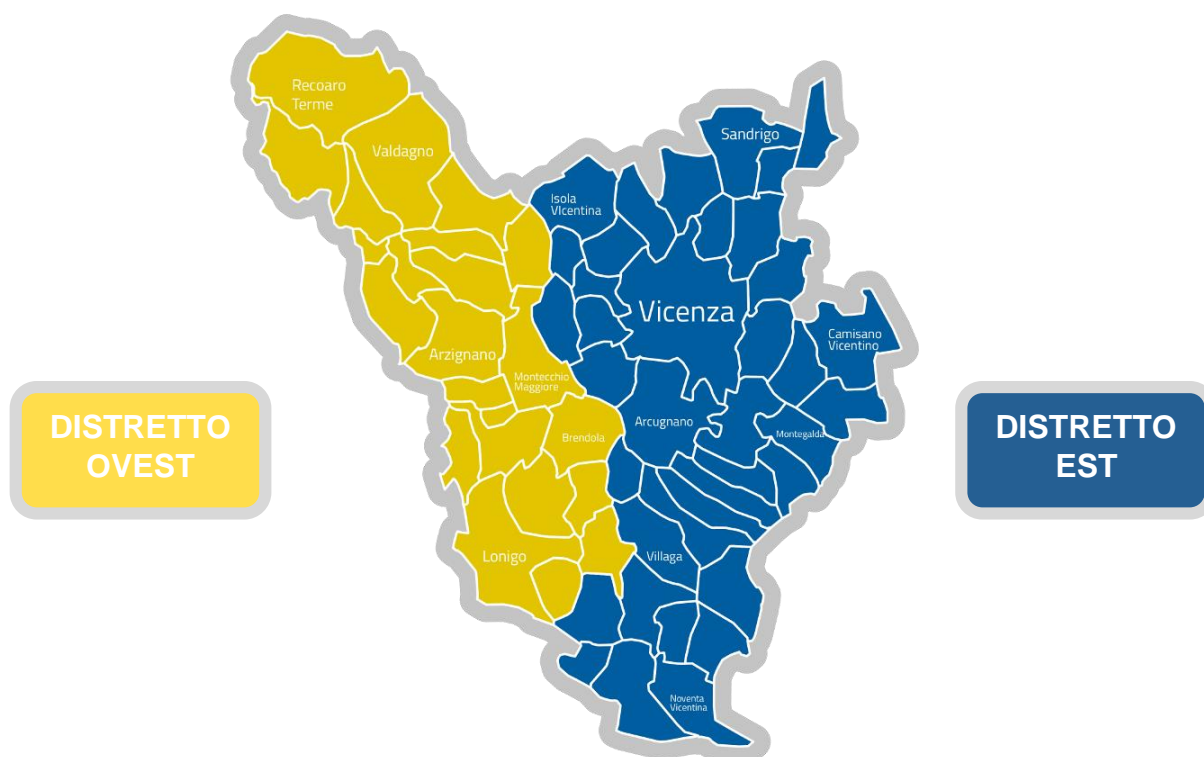 Recoaro
Terme
Valdagno
Sandrigo
Isola
VIcentina
Vicenza
Camisano
Vicentino
Arzignano
Montecchio
Maggiore
DISTRETTO
OVEST
Brendola
Arcugnano
Montegalda
DISTRETTO
EST
Lonigo
Villaga
Noventa
Vicentina